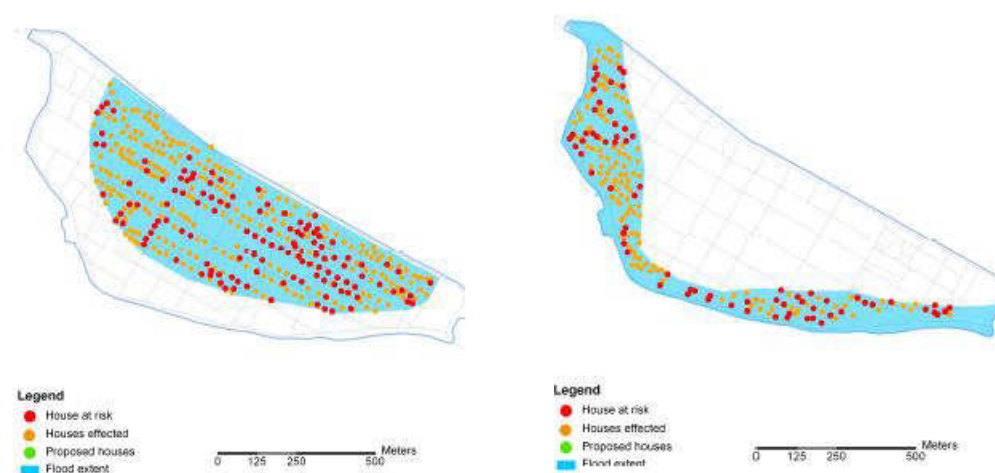 Legend
House at risk
Houses effected
Proposed houses
Flood extent
Meters
0 125 250 500
Legend
House at risk
Houses effected
Proposed houses
Flood extent
Meters
0 125 250 500